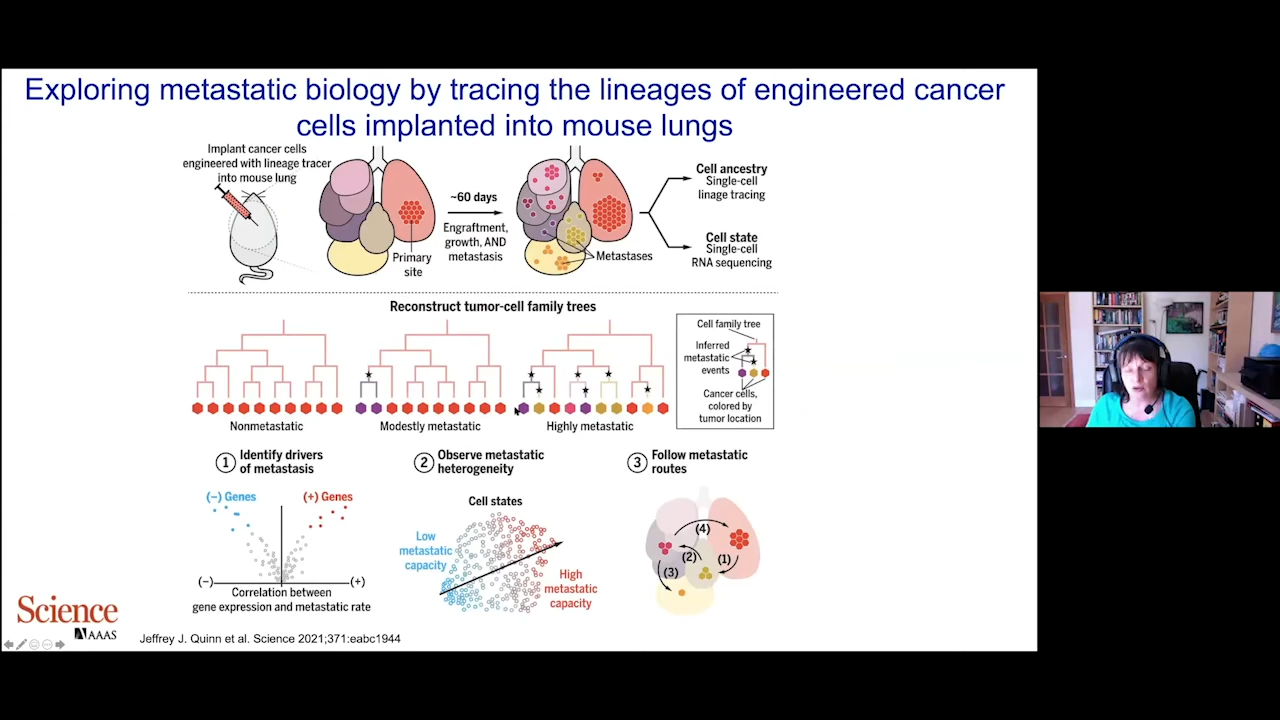 Exploring metastatic biology by tracing the lineages of engineered cancer
cells implanted into mouse lungs
Implant cancer cells
engineered with lineage tracer
into mouse lung
~60 days
Engraftment,
growth, AND
metastasis
Primary
site
Metastases
Cell ancestry
Single-cell
linage tracing
Cell state
Single-cell
RNA sequencing
Reconstruct tumor-cell family trees
Nonmetastatic
Modestly metastatic
Highly metastatic
Cell family tree
Inferred
metastatic
events
Cancer cells,
colored by
tumor location
1 Identify drivers
of metastasis
(−) Genes
(+) Genes
(−)
(+)
Correlation between
gene expression and metastatic rate
2 Observe metastatic
heterogeneity
Cell states
Low
metastatic
capacity
High
metastatic
capacity
3 Follow metastatic
routes
(4)
(2)
(1)
(3)
Science
AAAS
Jeffrey J. Quinn et al. Science 2021;371:eabc1944